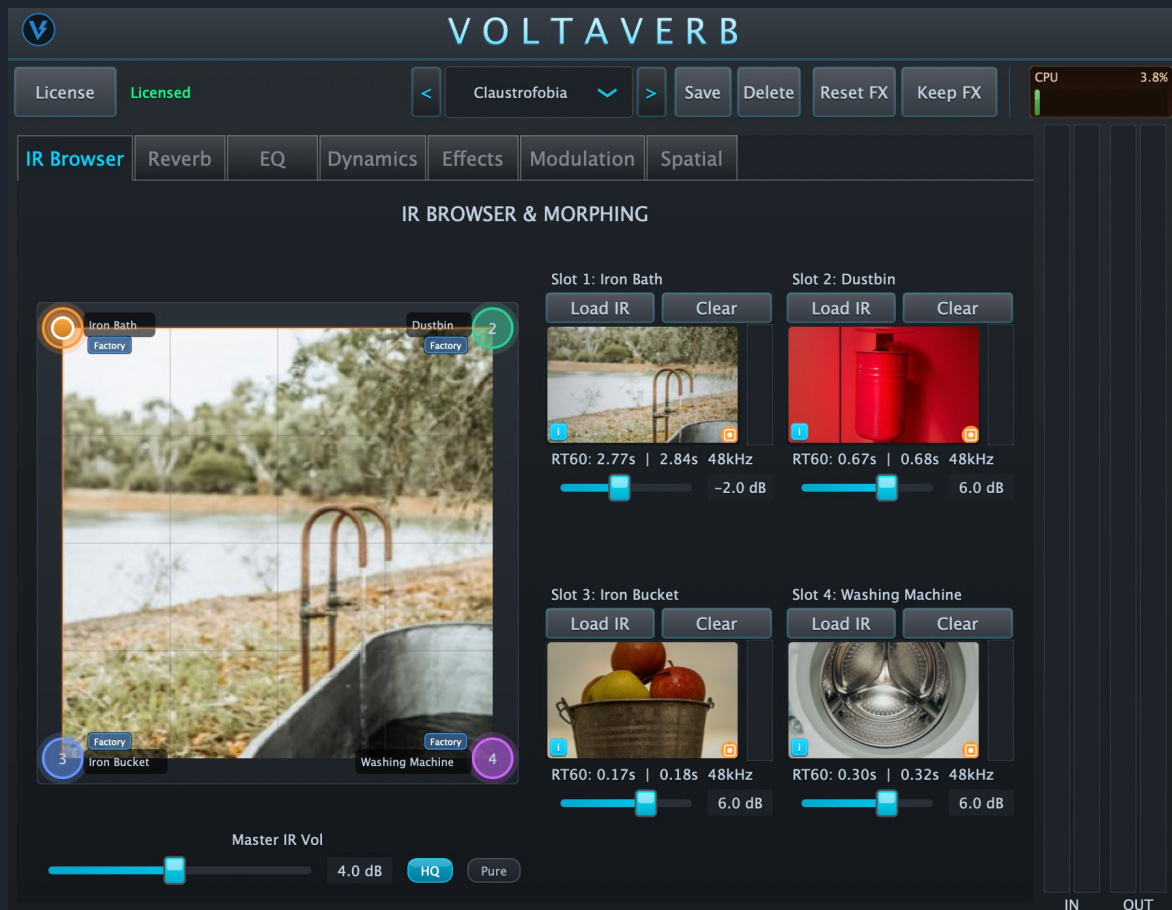 VOLTAVERB
License
Licensed
<
Claustrofobia
>
Save
Delete
Reset FX
Keep FX
CPU
3.8%
IR Browser
Reverb
EQ
Dynamics
Effects
Modulation
Spatial
IR BROWSER & MORPHING
Iron Bath
Factory
Dustbin
Factory
2
3
Factory
Iron Bucket
Factory
Washing Machine
4
Slot 1: Iron Bath
Load IR
Clear
i
RT60: 2.77s | 2.84s 48kHz
-2.0 dB
Slot 2: Dustbin
Load IR
Clear
i
RT60: 0.67s | 0.68s 48kHz
6.0 dB
Slot 3: Iron Bucket
Load IR
Clear
i
RT60: 0.17s | 0.18s 48kHz
6.0 dB
Slot 4: Washing Machine
Load IR
Clear
i
RT60: 0.30s | 0.32s 48kHz
6.0 dB
Master IR Vol
4.0 dB
HQ
Pure
IN
OUT